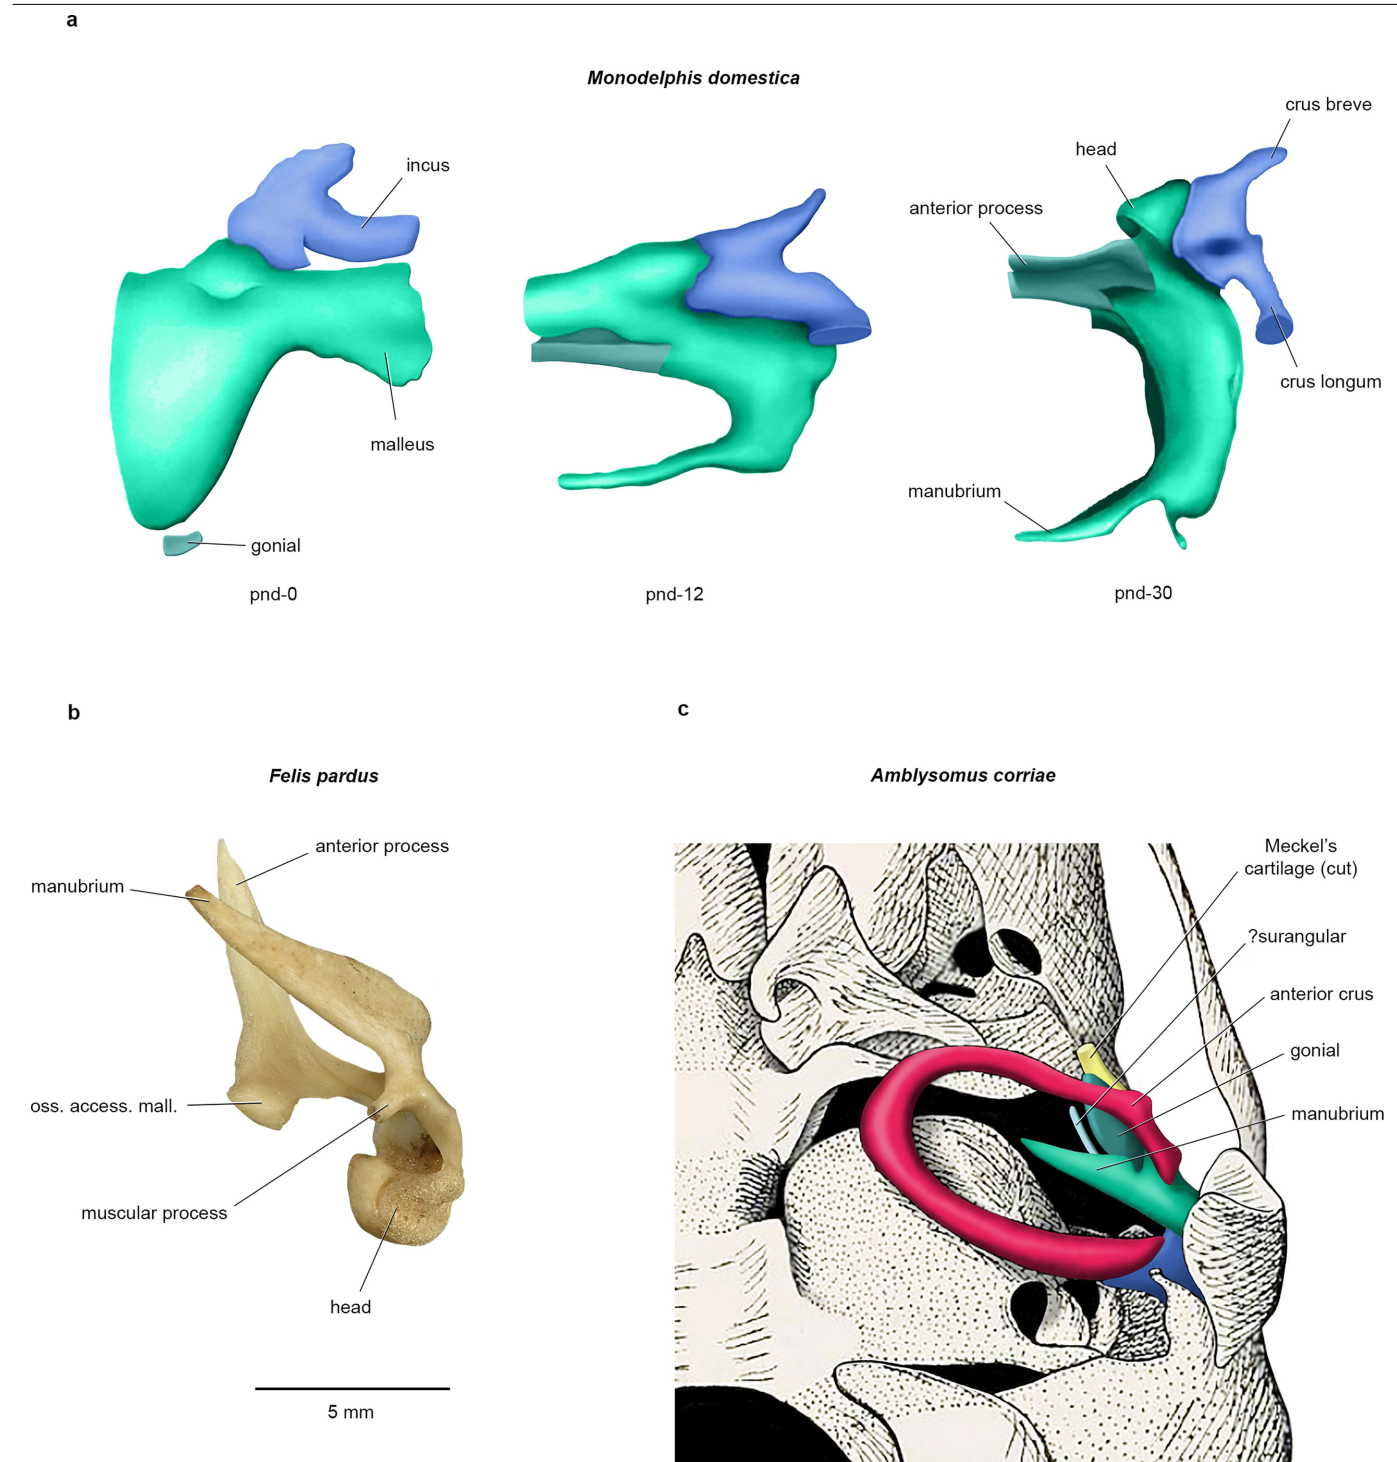 a
Monodelphis domestica
crus breve
head
incus
anterior process
crus longum
malleus
manubrium
gonial
pnd-0
pnd-12
pnd-30
b
c
Felis pardus
Amblysomus corriae
anterior process
manubrium
oss. access. mall.
muscular process
head
5 mm
Meckel's
cartilage (cut)
?surangular
anterior crus
gonial
manubrium